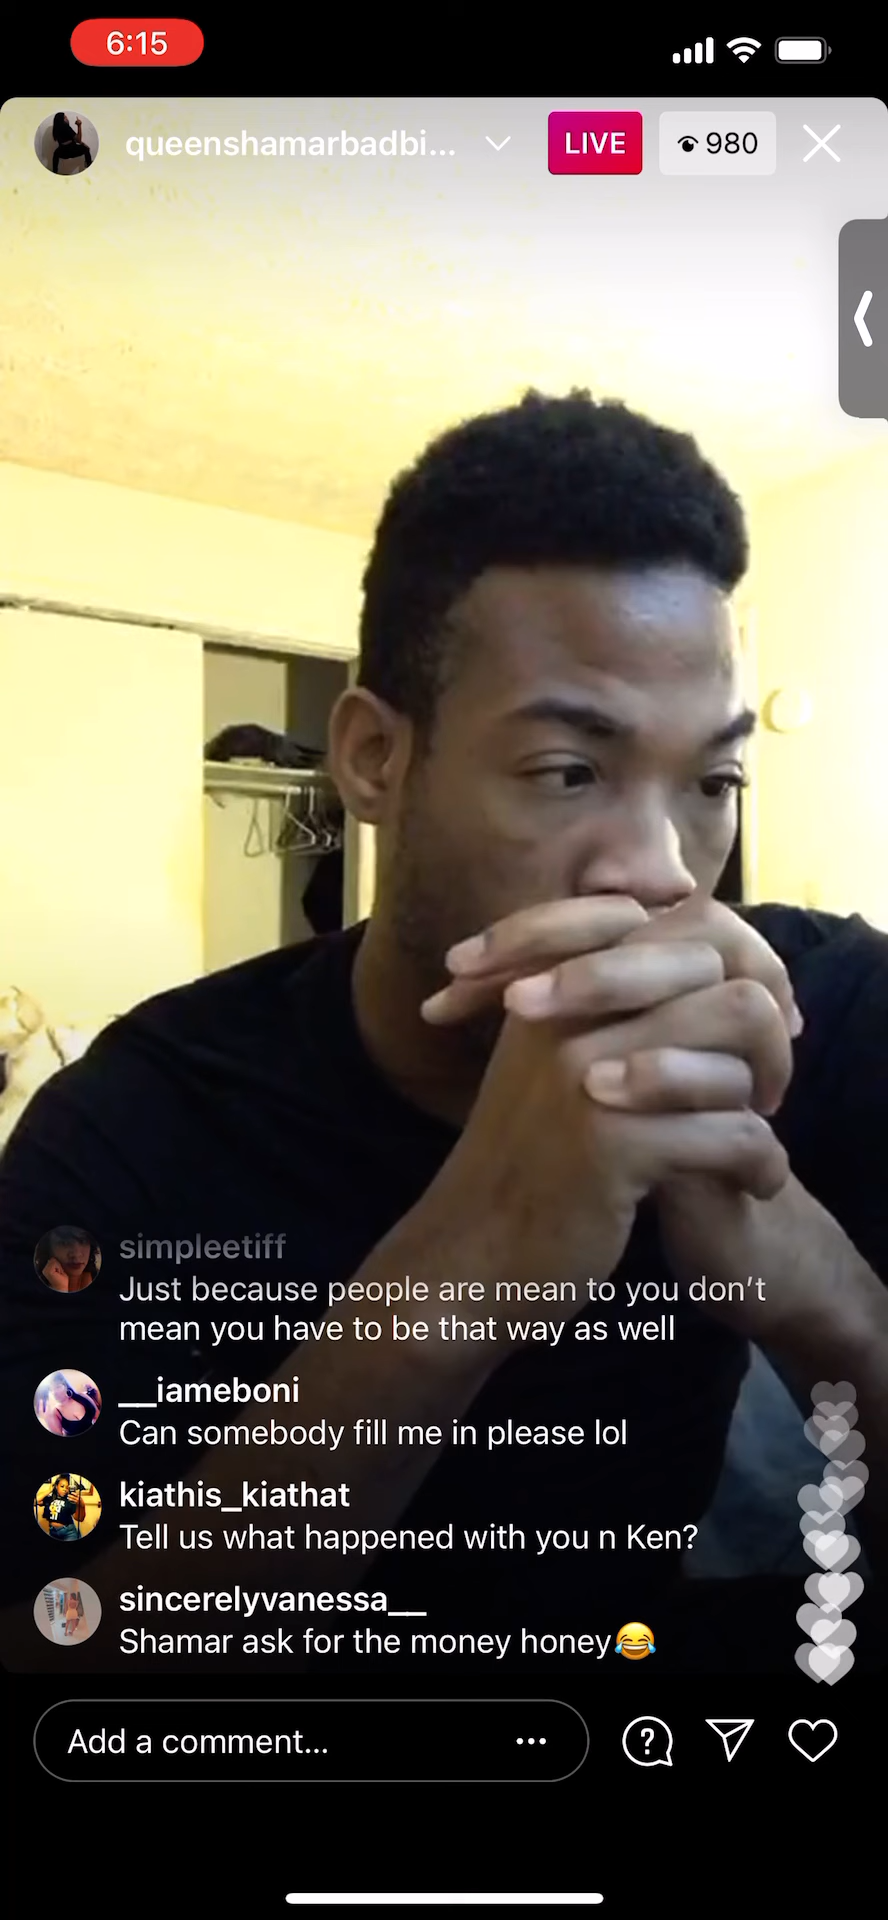 6:15
queenshamarbadbi...
LIVE
980
simpleetiff
Just because people are mean to you don’t
mean you have to be that way as well
__iameboni
Can somebody fill me in please lol
kiathis_kiathat
Tell us what happened with you n Ken?
sincerelyvanessa__
Shamar ask for the money honey😂
Add a comment...